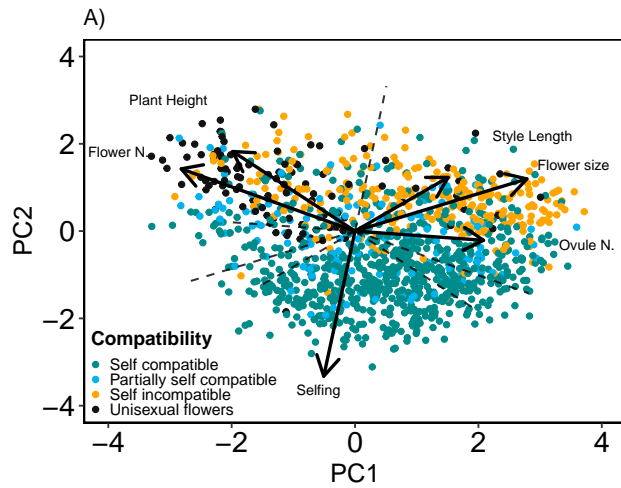 A)
4
Plant Height
Style Length
2
Flower N.
Flower size
PC2
0
Ovule N.
−2
Compatibility
Self compatible
Partially self compatible
Self incompatible
Unisexual flowers
Selfing
−4
−4 −2 0 2 4
PC1